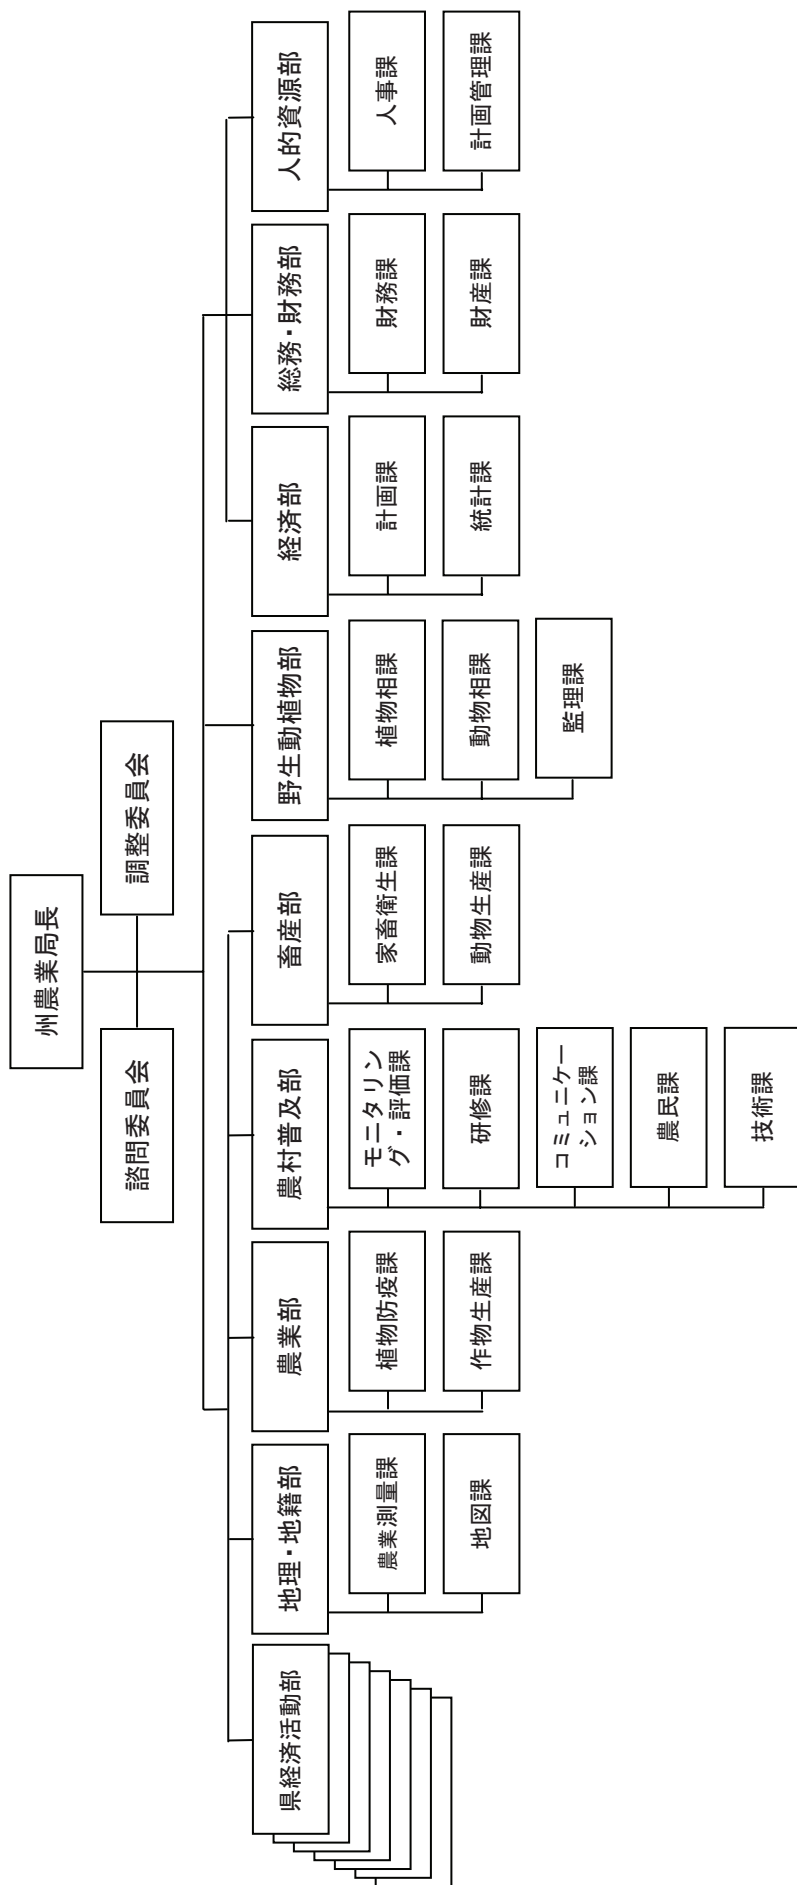 州農業局長
諮問委員会
調整委員会
県経済活動部
地理・地籍部
農業測量課
地図課
農業部
植物防疫課
作物生産課
農村普及部
モニタリン
グ・評価課
研修課
コミュニケー
ション課
農民課
技術課
畜産部
家畜衛生課
動物生産課
野生動植物部
植物相課
動物相課
監理課
経済部
計画課
統計課
総務・財務部
財務課
財産課
人的資源部
人事課
計画管理課